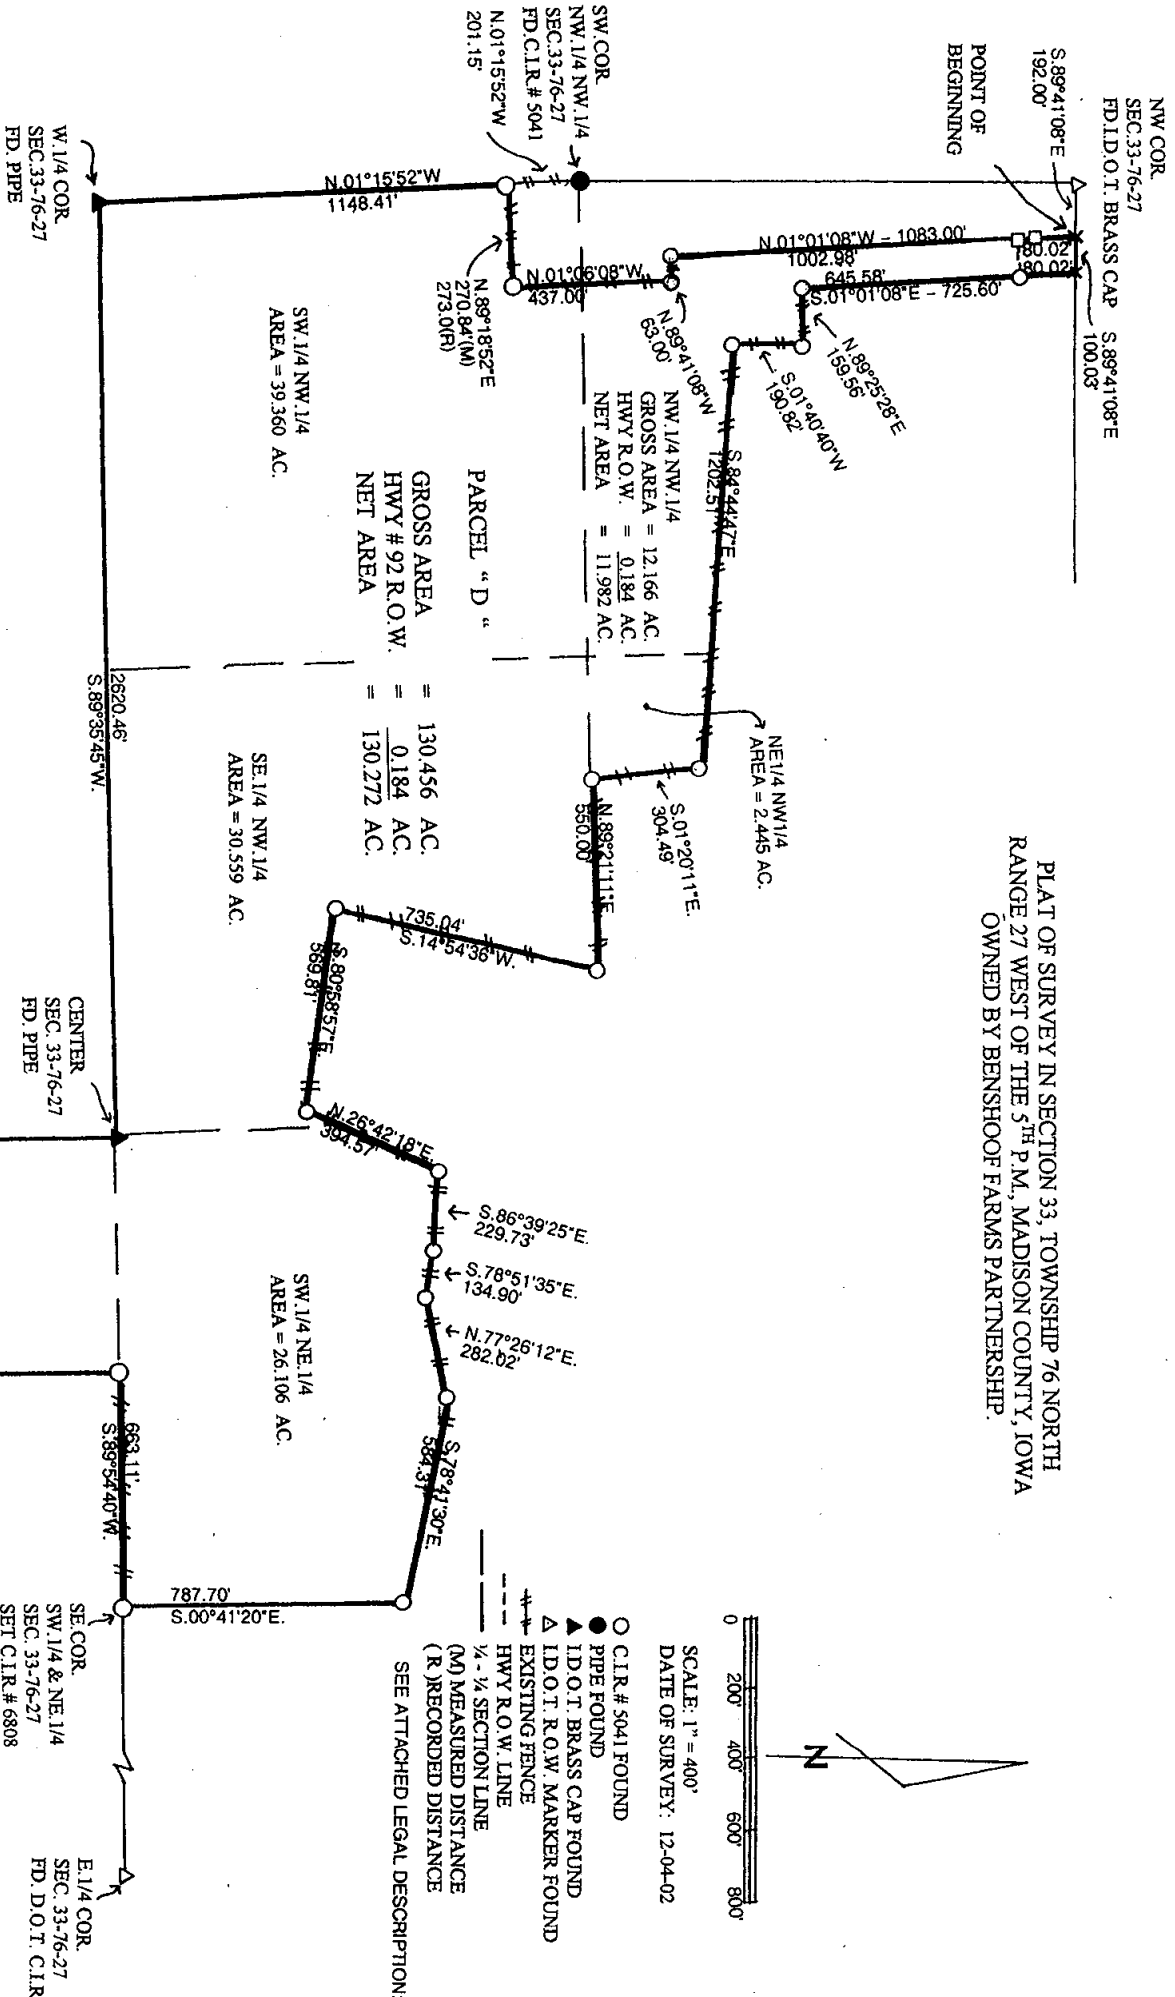 PLAT OF SURVEY IN SECTION 33, TOWNSHIP 76 NORTH
RANGE 27 WEST OF THE 5TH P.M., MADISON COUNTY, IOWA
OWNED BY BENSHOOF FARMS PARTNERSHIP.
NW COR.
SEC.33-76-27
FD.I.D.O.T. BRASS CAP
S.89°41'08"E
192.00'
POINT OF
BEGINNING
S.89°41'08"E
100.03'
80.02'
80.02'
N.01°01'08"W - 1083.00'
1002.98'
645.58'
S.01°01'08"E - 725.60'
N.89°25'28"E
159.56'
S.01°40'40"W
190.82'
SW.COR.
NW.1/4 NW.1/4
SEC.33-76-27
FD.C.I.R.# 5041
N.01°15'52"W
201.15'
N.01°06'08"W
437.00'
N.89°41'08"W
63.00'
N.89°18'52"E
270.84'(M)
273.0(R)
N.01°15'52"W
1148.41'
W.1/4 COR.
SEC.33-76-27
FD. PIPE
S.84°44'47"E
1202.51'
NW.1/4 NW.1/4
GROSS AREA = 12.166 AC.
HWY R.O.W. = 0.184 AC.
NET AREA = 11.982 AC.
SW.1/4 NW.1/4
AREA = 39.360 AC.
PARCEL "D"
GROSS AREA = 130.456 AC.
HWY # 92 R.O.W. = 0.184 AC.
NET AREA = 130.272 AC.
NE1/4 NW1/4
AREA = 2.445 AC.
S.01°20'11"E.
304.49'
N.89°21'11"E
550.00'
735.04'
S.14°54'36"W.
SE.1/4 NW.1/4
AREA = 30.559 AC.
2620.46'
S.89°35'45"W.
S.80°58'57"E.
569.81'
CENTER
SEC. 33-76-27
FD. PIPE
N.26°42'18"E.
394.57'
S.86°39'25"E.
229.73'
S.78°51'35"E.
134.90'
N.77°26'12"E.
282.02'
S.78°41'30"E.
584.31'
SW.1/4 NE.1/4
AREA = 26.106 AC.
663.11'
S.89°54'40"W.
787.70'
S.00°41'20"E.
SE.COR.
SW.1/4 & NE.1/4
SEC. 33-76-27
SET C.I.R.# 6808
E.1/4 COR.
SEC. 33-76-27
FD. D.O.T. C.I.R
N
0 200' 400' 600' 800'
SCALE: 1" = 400'
DATE OF SURVEY: 12-04-02
C.I.R.# 5041 FOUND
PIPE FOUND
I.D.O.T. BRASS CAP FOUND
I.D.O.T. R.O.W. MARKER FOUND
EXISTING FENCE
HWY R.O.W. LINE
¼ - ¼ SECTION LINE
(M) MEASURED DISTANCE
( R )RECORDED DISTANCE
SEE ATTACHED LEGAL DESCRIPTION: